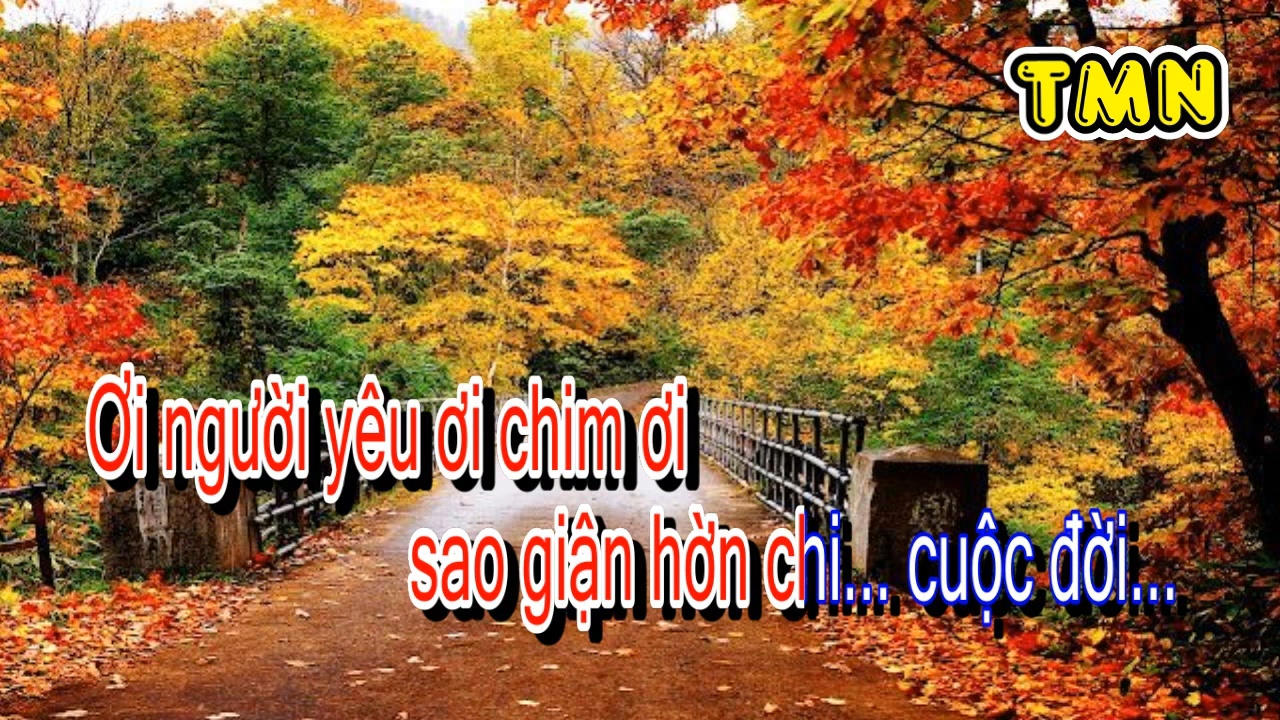 TMN
Ơi người yêu ơi chim ơi
sao giận hờn chi... cuộc đời...